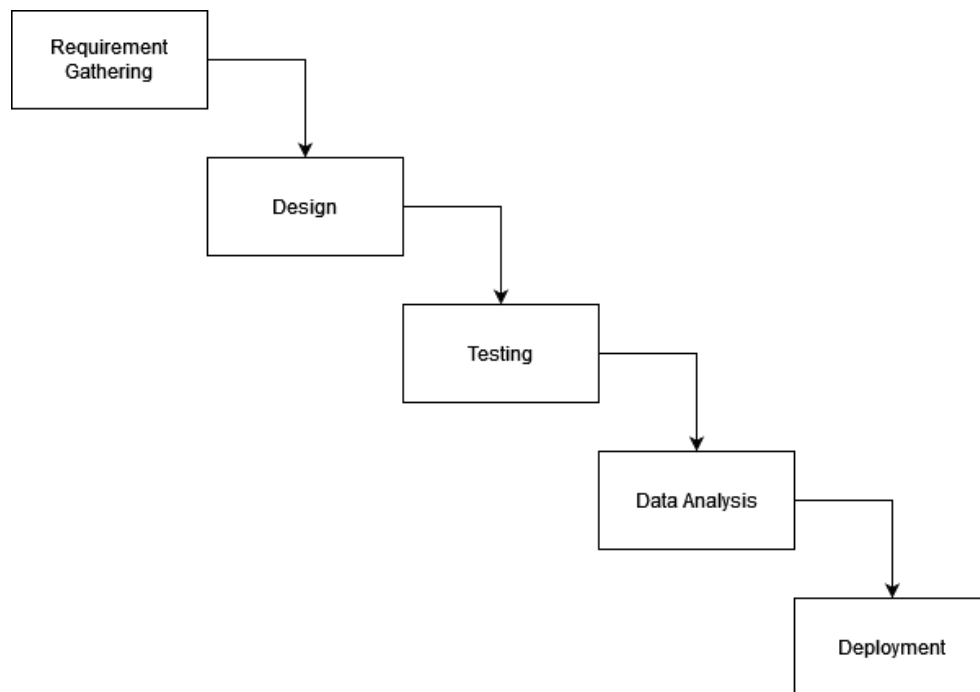 Requirement
Gathering
Design
Testing
Data Analysis
Deployment